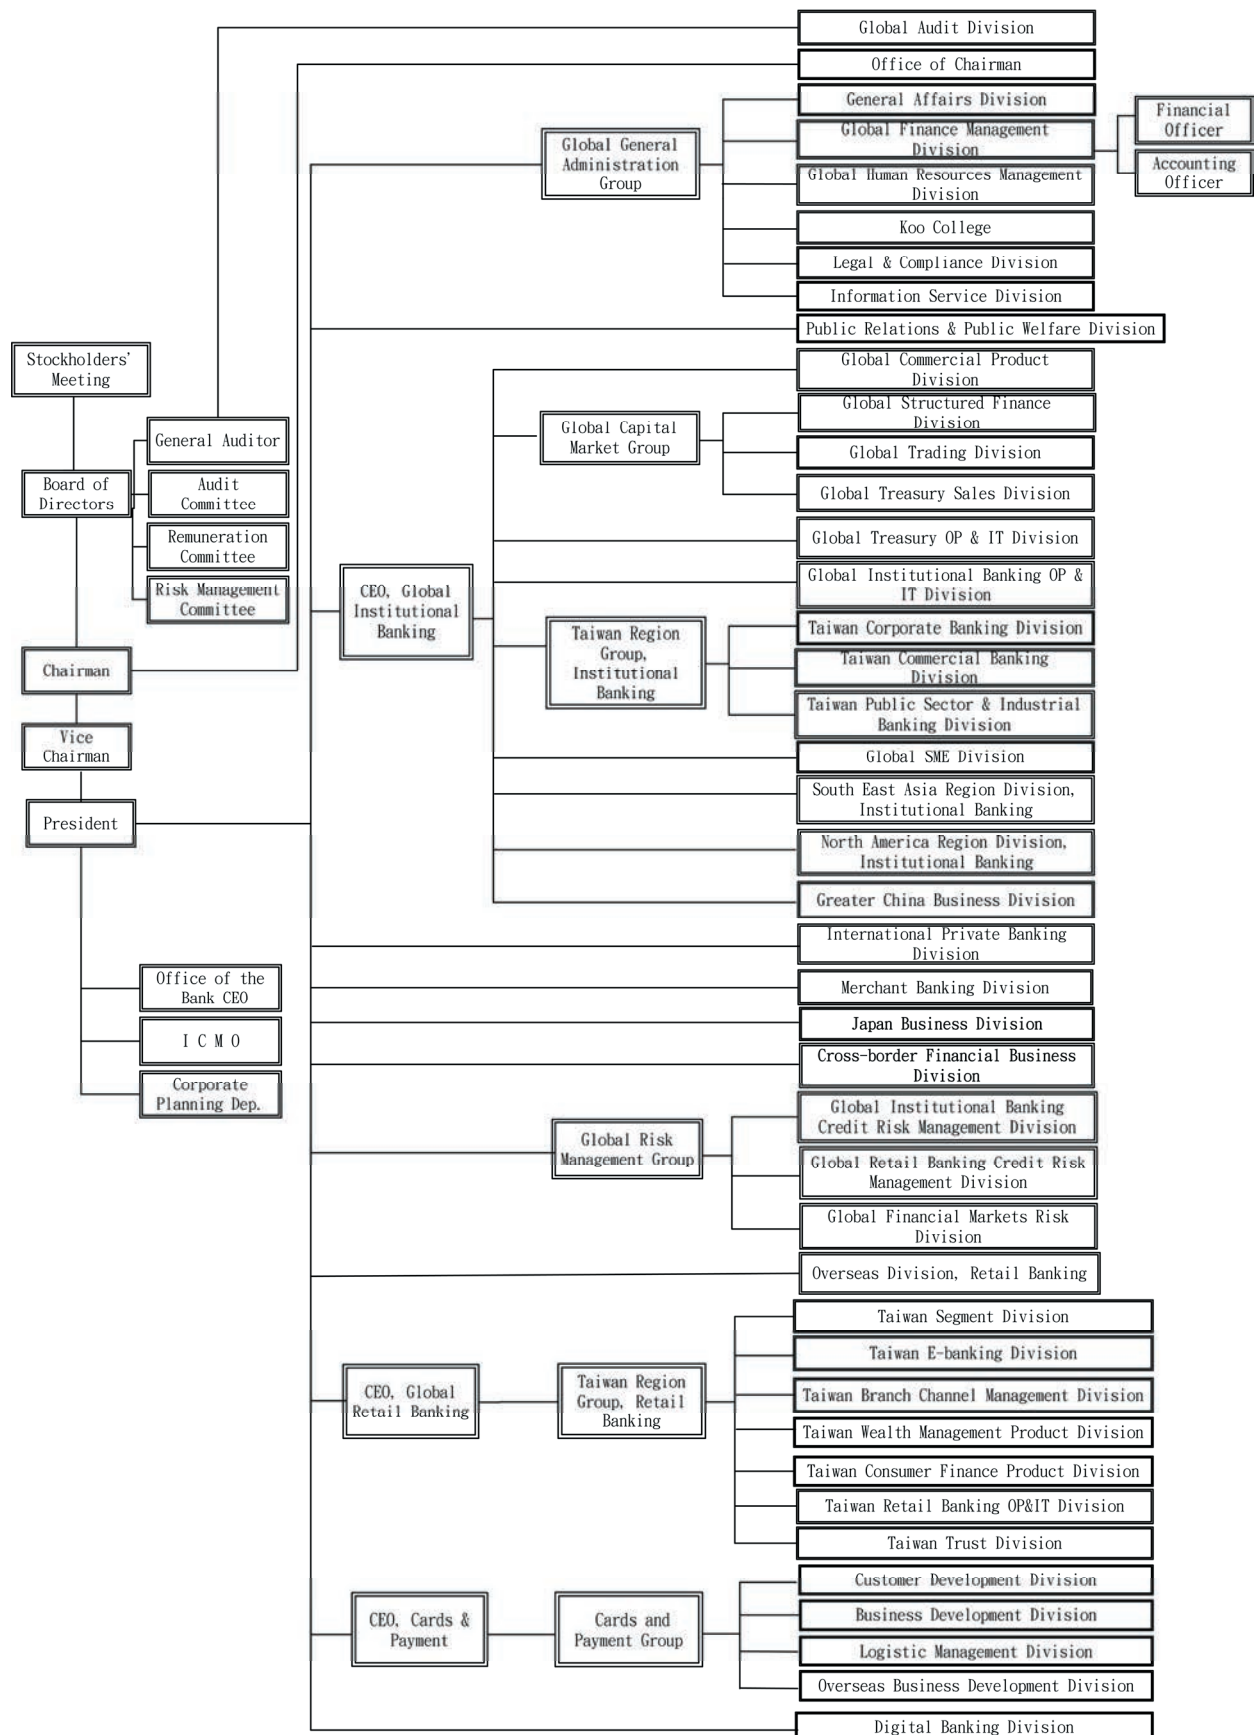 Global Audit Division
Office of Chairman
General Affairs Division
Global Finance Management
Division
Financial
Officer
Accounting
Officer
Global General
Administration
Group
Global Human Resources Management
Division
Koo College
Legal & Compliance Division
Information Service Division
Public Relations & Public Welfare Division
Stockholders'
Meeting
General Auditor
Board of
Directors
Audit
Committee
Remuneration
Committee
Risk Management
Committee
Chairman
Vice
Chairman
President
Office of the
Bank CEO
I C M O
Corporate
Planning Dep.
CEO, Global
Institutional
Banking
Global Commercial Product
Division
Global Capital
Market Group
Global Structured Finance
Division
Global Trading Division
Global Treasury Sales Division
Global Treasury OP & IT Division
Global Institutional Banking OP &
IT Division
Taiwan Region
Group,
Institutional
Banking
Taiwan Corporate Banking Division
Taiwan Commercial Banking
Division
Taiwan Public Sector & Industrial
Banking Division
Global SME Division
South East Asia Region Division,
Institutional Banking
North America Region Division,
Institutional Banking
Greater China Business Division
International Private Banking
Division
Merchant Banking Division
Japan Business Division
Cross-border Financial Business
Division
Global Risk
Management Group
Global Institutional Banking
Credit Risk Management Division
Global Retail Banking Credit Risk
Management Division
Global Financial Markets Risk
Division
Overseas Division, Retail Banking
CEO, Global
Retail Banking
Taiwan Region
Group, Retail
Banking
Taiwan Segment Division
Taiwan E-banking Division
Taiwan Branch Channel Management Division
Taiwan Wealth Management Product Division
Taiwan Consumer Finance Product Division
Taiwan Retail Banking OP&IT Division
Taiwan Trust Division
CEO, Cards &
Payment
Cards and
Payment Group
Customer Development Division
Business Development Division
Logistic Management Division
Overseas Business Development Division
Digital Banking Division